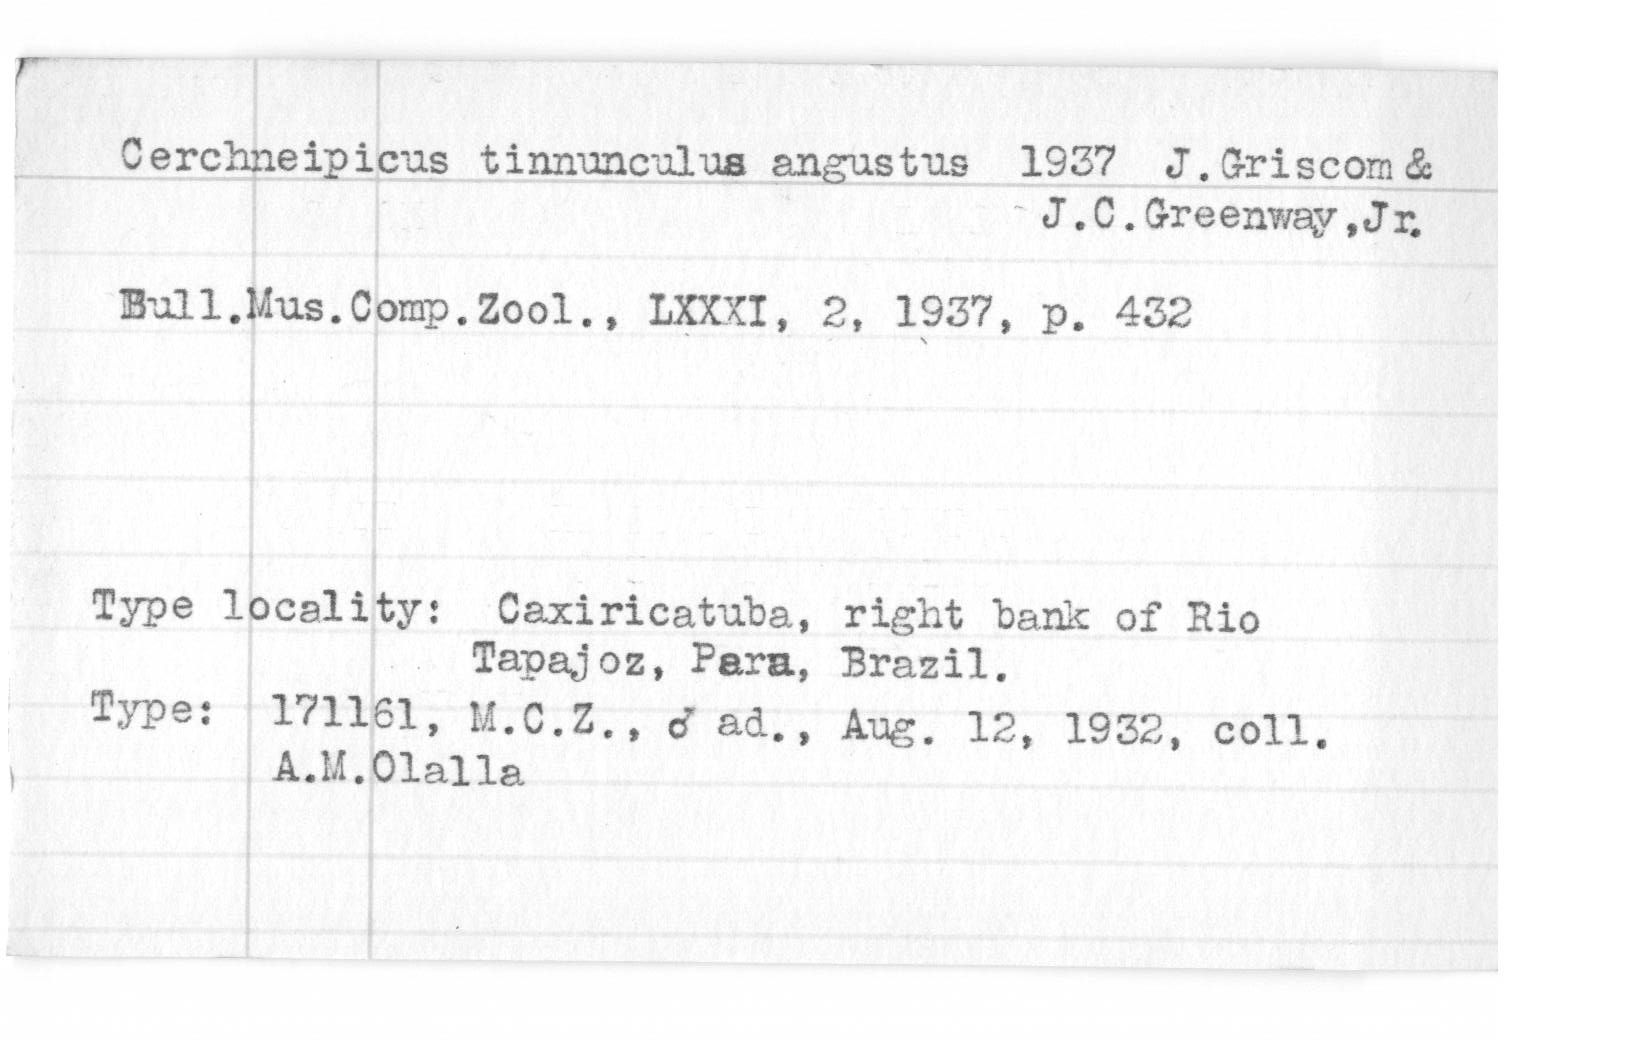 Cerchneipicus tinnunculus angustus 1937 J.Griscom &
J.C.Greenway,Jr.
Bull.Mus.Comp.Zool., LXXXI, 2, 1937, p. 432
Type locality: Caxiricatuba, right bank of Rio
Tapajoz, Para, Brazil.
Type: 171161, M.C.Z., ♂ ad., Aug. 12, 1932, coll.
A.M.Olalla